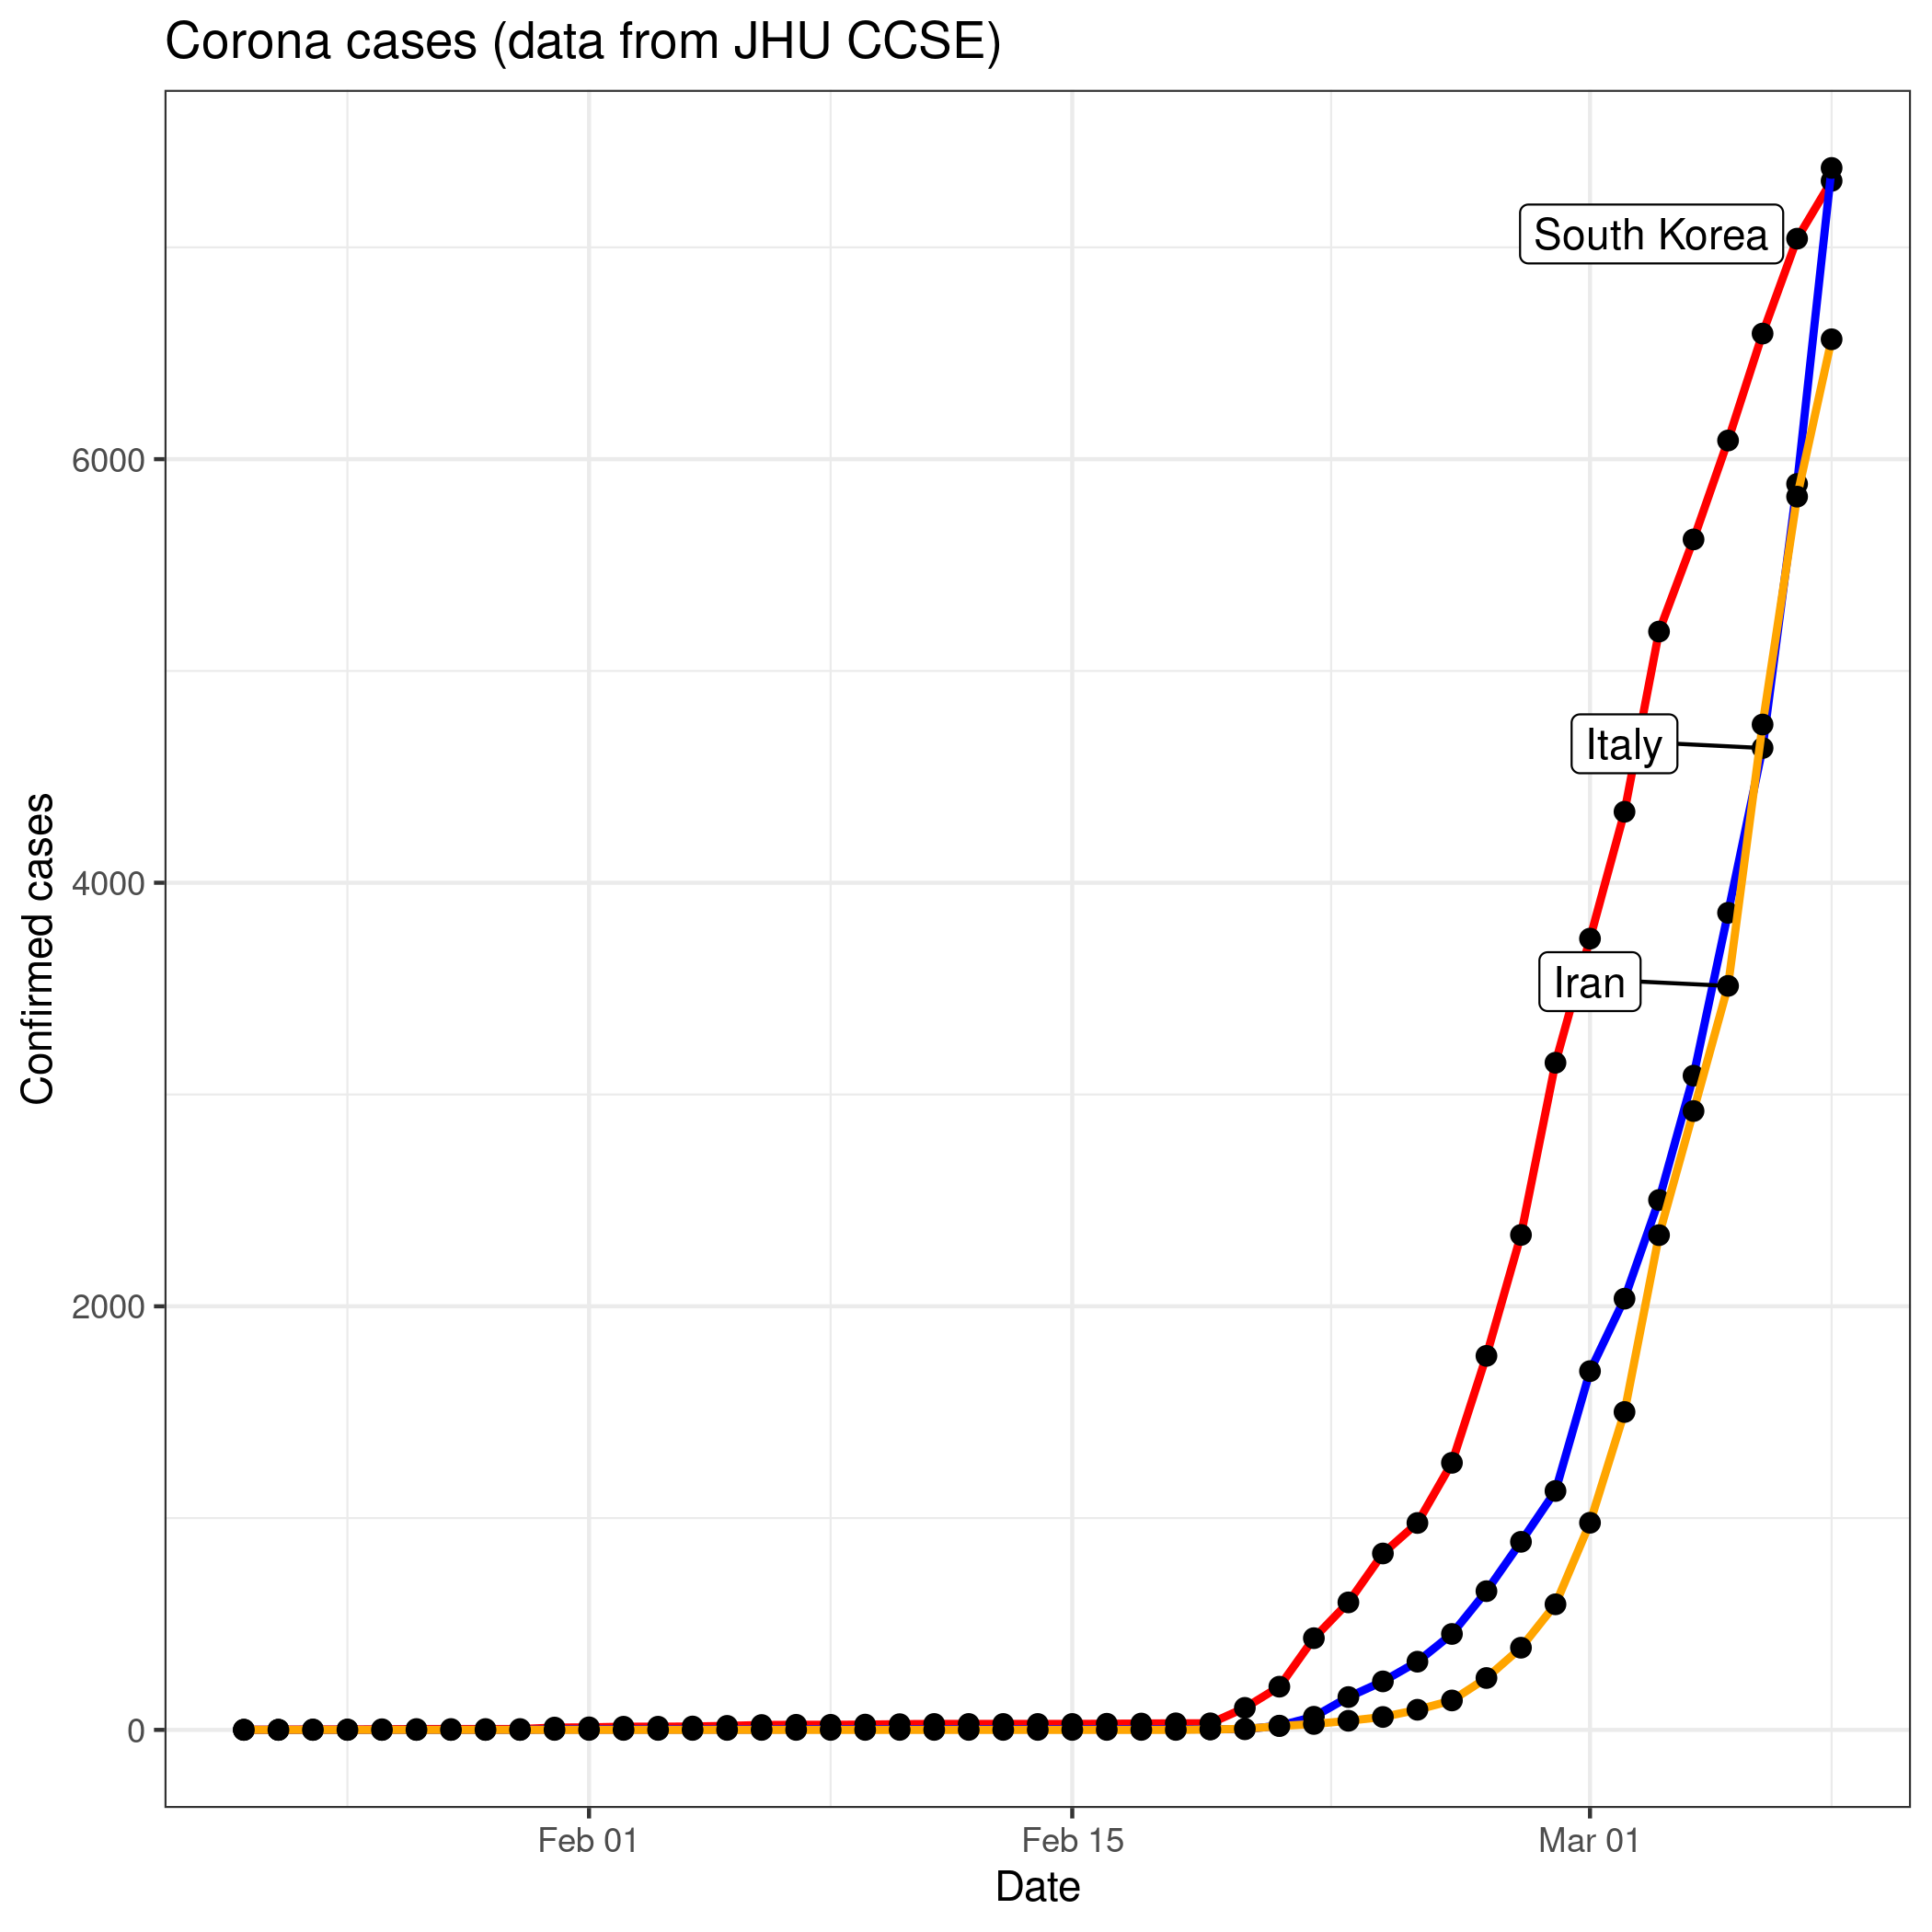 Corona cases (data from JHU CCSE)
South Korea
6000
Italy
4000
Iran
Confirmed cases
2000
0
Feb 01
Feb 15
Mar 01
Date